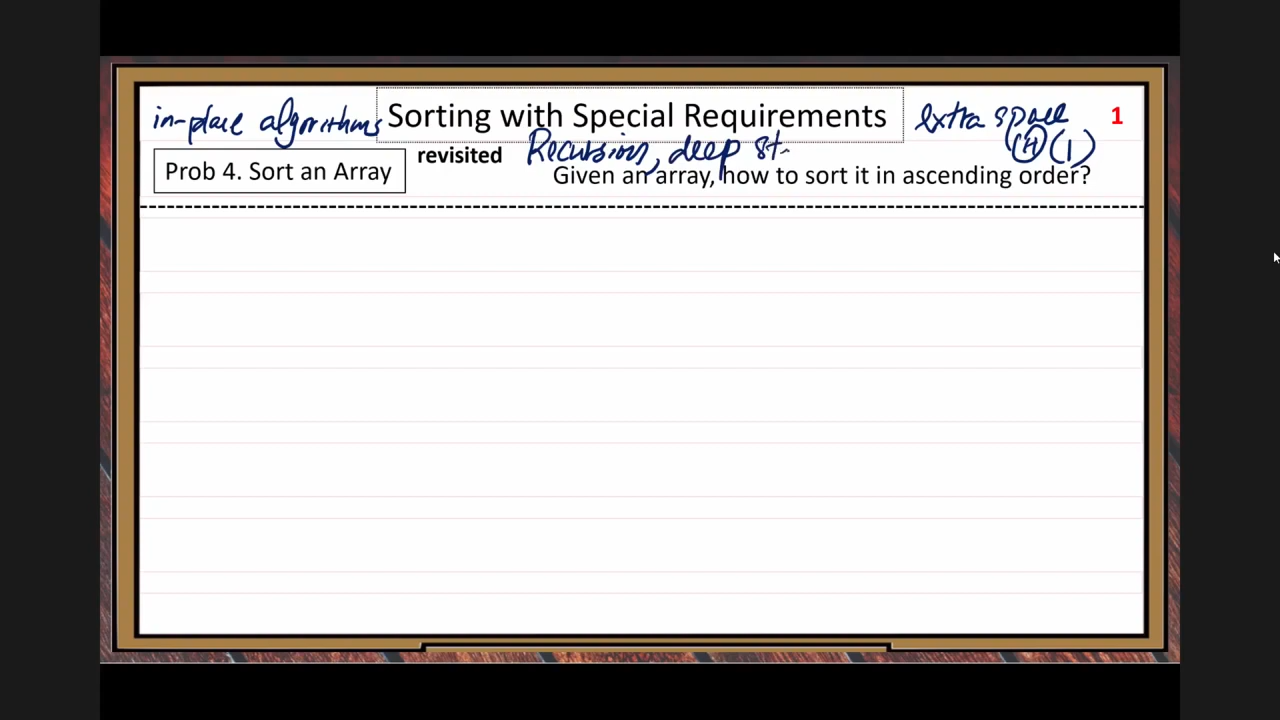 in-place algorithms Sorting with Special Requirements extra space 1
revisited Recursion, deep st Θ(1)
Prob 4. Sort an Array Given an array, how to sort it in ascending order?